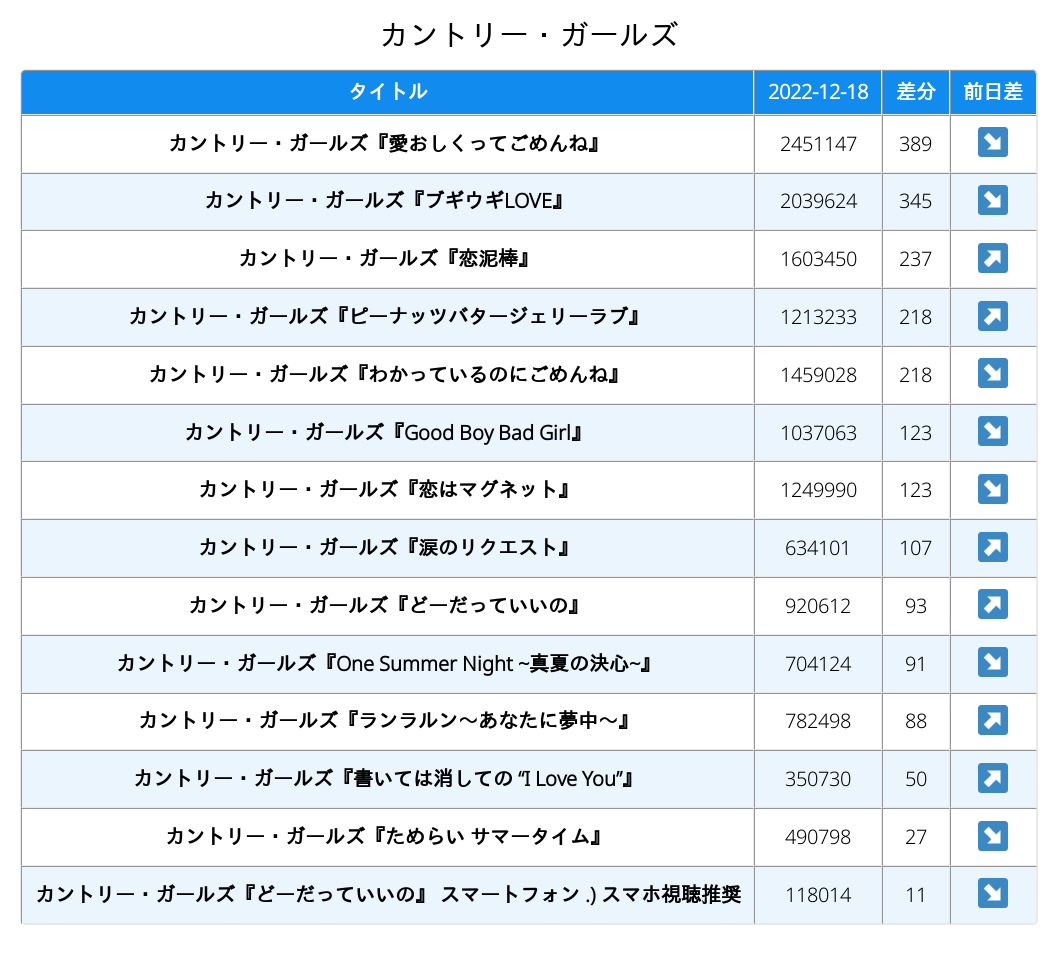 カントリー・ガールズ
タイトル 2022-12-18 差分 前日差
カントリー・ガールズ『愛おしくってごめんね』 2451147 389 ↘
カントリー・ガールズ『ブギウギLOVE』 2039624 345 ↘
カントリー・ガールズ『恋泥棒』 1603450 237 ↗
カントリー・ガールズ『ピーナッツバタージェリーラブ』 1213233 218 ↗
カントリー・ガールズ『わかっているのにごめんね』 1459028 218 ↘
カントリー・ガールズ『Good Boy Bad Girl』 1037063 123 ↘
カントリー・ガールズ『恋はマグネット』 1249990 123 ↘
カントリー・ガールズ『涙のリクエスト』 634101 107 ↗
カントリー・ガールズ『どーだっていいの』 920612 93 ↗
カントリー・ガールズ『One Summer Night ~真夏の決心~』 704124 91 ↘
カントリー・ガールズ『ランラルン～あなたに夢中～』 782498 88 ↗
カントリー・ガールズ『書いては消しての “I Love You”』 350730 50 ↗
カントリー・ガールズ『ためらい サマータイム』 490798 27 ↘
カントリー・ガールズ『どーだっていいの』 スマートフォン .) スマホ視聴推奨 118014 11 ↘